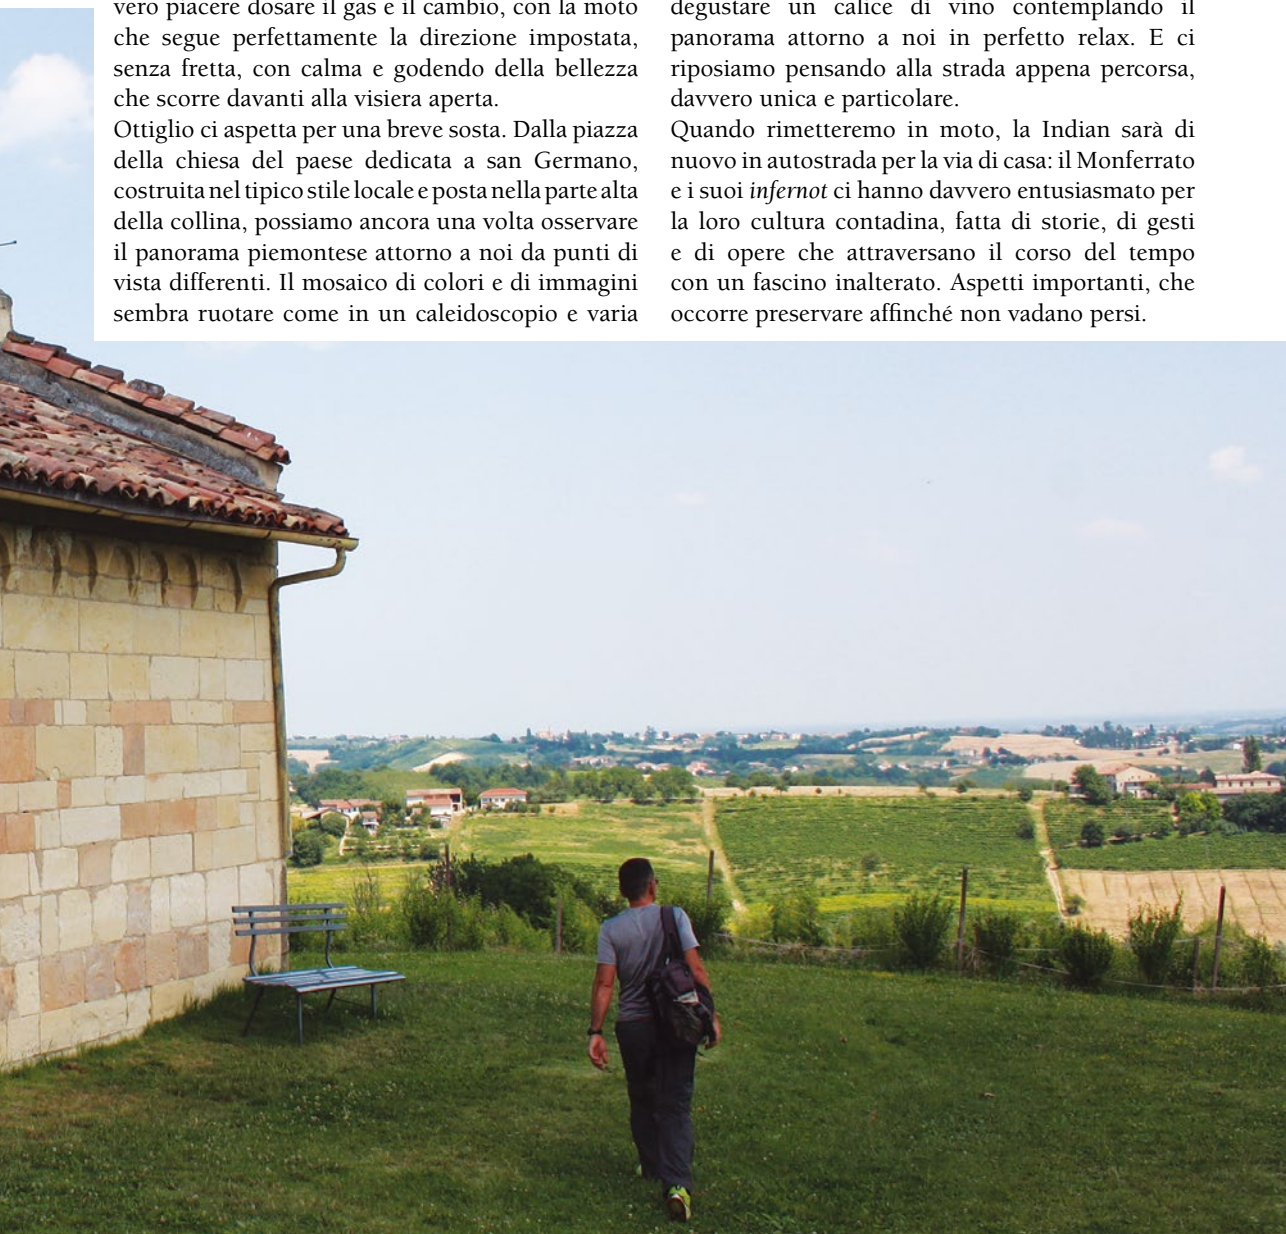 vero piacere dosare il gas e il cambio, con la moto
che segue perfettamente la direzione impostata,
senza fretta, con calma e godendo della bellezza
che scorre davanti alla visiera aperta.
Ottiglio ci aspetta per una breve sosta. Dalla piazza
della chiesa del paese dedicata a san Germano,
costruita nel tipico stile locale e posta nella parte alta
della collina, possiamo ancora una volta osservare
il panorama piemontese attorno a noi da punti di
vista differenti. Il mosaico di colori e di immagini
sembra ruotare come in un caleidoscopio e varia
degustare un calice di vino contemplando il
panorama attorno a noi in perfetto relax. E ci
riposiamo pensando alla strada appena percorsa,
davvero unica e particolare.
Quando rimetteremo in moto, la Indian sarà di
nuovo in autostrada per la via di casa: il Monferrato
e i suoi infernot ci hanno davvero entusiasmato per
la loro cultura contadina, fatta di storie, di gesti
e di opere che attraversano il corso del tempo
con un fascino inalterato. Aspetti importanti, che
occorre preservare affinché non vadano persi.